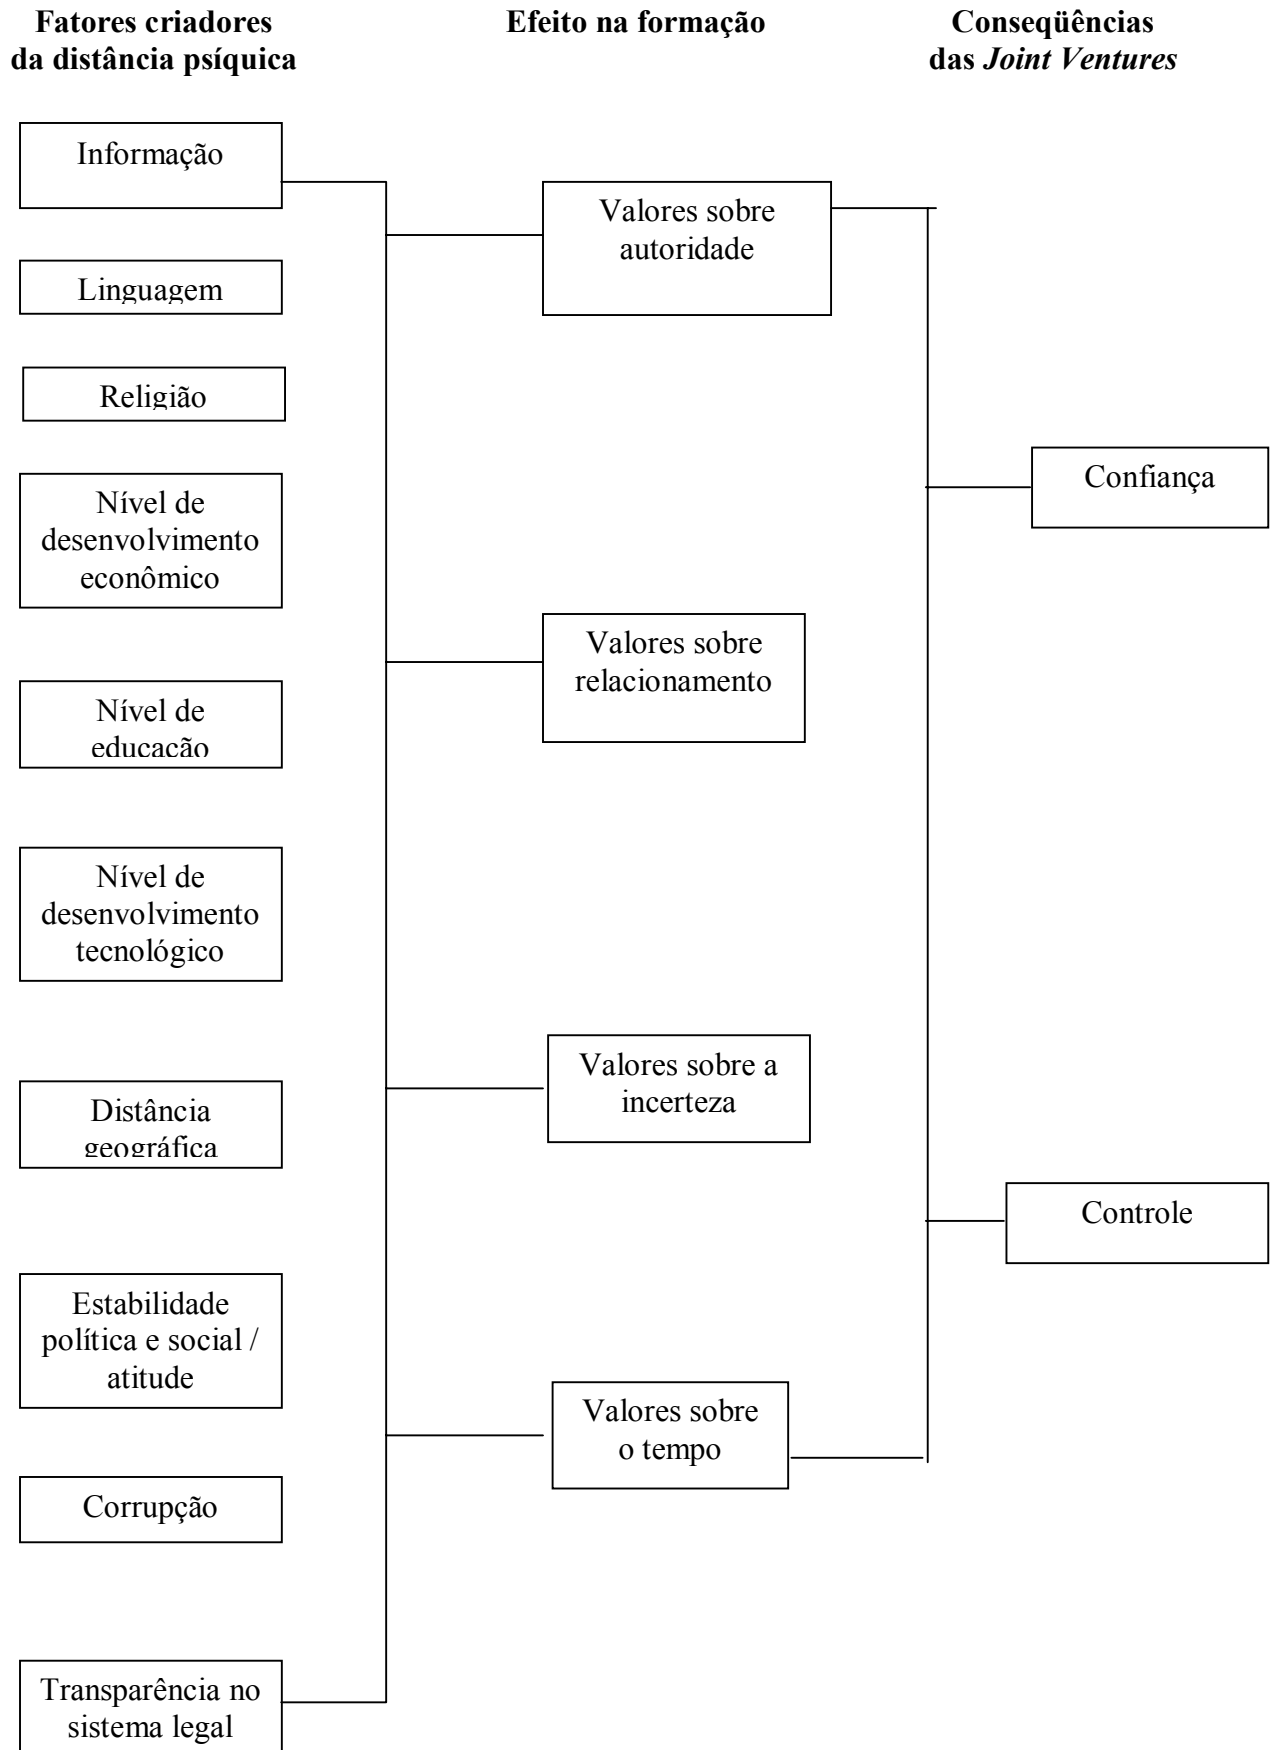 Fatores criadores
da distância psíquica
Efeito na formação
Conseqüências
das Joint Ventures
Informação
Linguagem
Religião
Nível de
desenvolvimento
econômico
Nível de
educação
Nível de
desenvolvimento
tecnológico
Distância
geográfica
Estabilidade
política e social /
atitude
Corrupção
Transparência no
sistema legal
Valores sobre
autoridade
Valores sobre
relacionamento
Valores sobre a
incerteza
Valores sobre
o tempo
Confiança
Controle